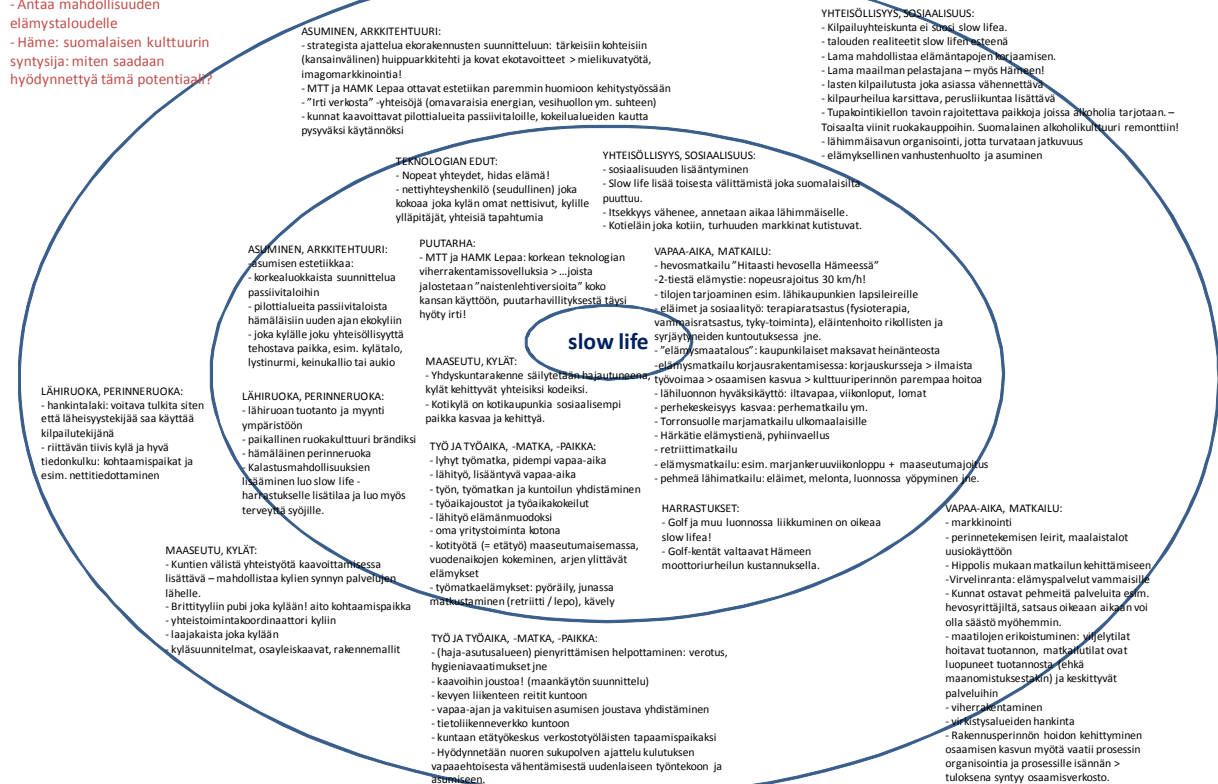 - Antaa mahdollisuuden
elämystaloudelle
- Häme: suomalaisen kulttuurin
syntysija: miten saadaan
hyödynnettyä tämä potentiaali?
ASUMINEN, ARKKITEHTUURI:
- strategista ajattelua ekorakennusten suunnitteluun: tärkeisiin kohteisiin
(kansainvälinen) huippuarkkitehti ja kovat ekotavoitteet > mielikuvatyötä,
imagomarkkinointia!
- MTT ja HAMK Lepaa ottavat estetiikan paremmin huomioon kehitystyössään
- ”Irti verkosta” -yhteisöjä (omavaraisia energian, vesihuollon ym. suhteen)
- kunnat kaavoittavat pilottialueita passiivitaloille, kokeilualueiden kautta
pysyväksi käytännöksi
YHTEISÖLLISYYS, SOSIAALISUUS:
- Kilpailuyhteiskunta ei suosi slow lifea.
- talouden realiteetit slow lifen esteenä
- Lama mahdollistaa elämäntapojen korjaamisen.
- Lama maailman pelastajana – myös Hämeen!
- lasten kilpailutusta joka asiassa vähennettävä
- kilpaurheilua karsittava, perusliikuntaa lisättävä
- Tupakointikiellon tavoin rajoitettava paikkoja joissa alkoholia tarjotaan. –
Toisaalta viinit ruokakauppoihin. Suomalainen alkoholikulttuuri remonttiin!
- lähimmäisavun organisointi, jotta turvataan jatkuvuus
- elämyksellinen vanhustenhuolto ja asuminen
TEKNOLOGIAN EDUT:
- Nopeat yhteydet, hidas elämä!
- nettiyhteyshenkilö (seudullinen) joka
kokoaa joka kylän omat nettisivut, kylille
ylläpitäjät, yhteisiä tapahtumia
YHTEISÖLLISYYS, SOSIAALISUUS:
- sosiaalisuuden lisääntyminen
- Slow life lisää toisesta välittämistä joka suomalaisilta
puuttuu.
- Itsekkyys vähenee, annetaan aikaa lähimmäiselle.
- Kotieläin joka kotiin, turhuuden markkinat kutistuvat.
ASUMINEN, ARKKITEHTUURI:
-asumisen estetiikkaa:
- korkealuokkaista suunnittelua
passiivitaloihin
- pilottialueita passiivitaloista
hämäläisiin uuden ajan ekokyliin
- joka kylälle joku yhteisöllisyyttä
tehostava paikka, esim. kylätalo,
lystinurmi, keinukallio tai aukio
PUUTARHA:
- MTT ja HAMK Lepaa: korkean teknologian
viherrakentamissovelluksia > ...joista
jalostetaan ”naistenlehtiversioita” koko
kansan käyttöön, puutarhavillityksestä täysi
hyöty irti!
VAPAA-AIKA, MATKAILU:
- hevosmatkailu ”Hitaasti hevosella Hämeessä”
-2-tiestä elämystie: nopeusrajoitus 30 km/h!
- tilojen tarjoaminen esim. lähikaupunkien lapsileireille
- eläimet ja sosiaalityö: terapiaratsastus (fysioterapia,
vammaisratsastus, tyky-toiminta), eläintenhoito rikollisten ja
syrjäytyneiden kuntoutuksessa jne.
- ”elämysmaatalous”: kaupunkilaiset maksavat heinänteosta
-elämysmatkailu korjausrakentamisessa: korjauskursseja > ilmaista
työvoimaa > osaamisen kasvua > kulttuuriperinnön parempaa hoitoa
- lähiluonnon hyväksikäyttö: iltavapaa, viikonloput, lomat
- perhekeskeisyys kasvaa: perhematkailu ym.
- Torronsuolle marjamatkailu ulkomaalaisille
- Härkätie elämystienä, pyhiinvaellus
- retriittimatkailu
- elämysmatkailu: esim. marjankeruuviikonloppu + maaseutumajoitus
- pehmeä lähimatkailu: eläimet, melonta, luonnossa yöpyminen jne.
slow life
MAASEUTU, KYLÄT:
- Yhdyskuntarakenne säilytetään hajautuneena,
kylät kehittyvät yhteisiksi kodeiksi.
- Kotikylä on kotikaupunkia sosiaalisempi
paikka kasvaa ja kehittyä.
LÄHIRUOKA, PERINNERUOKA:
- hankintalaki: voitava tulkita siten
että läheisyystekijää saa käyttää
kilpailutekijänä
- riittävän tiivis kylä ja hyvä
tiedonkulku: kohtaamispaikat ja
esim. nettitiedottaminen
LÄHIRUOKA, PERINNERUOKA:
- lähiruoan tuotanto ja myynti
ympäristöön
- paikallinen ruokakulttuuri brändiksi
- hämäläinen perinneruoka
- Kalastusmahdollisuuksien
lisääminen luo slow life -
harrastukselle lisätilaa ja luo myös
terveyttä syöjille.
TYÖ JA TYÖAIKA, -MATKA, -PAIKKA:
- lyhyt työmatka, pidempi vapaa-aika
- lähityö, lisääntyvä vapaa-aika
- työn, työmatkan ja kuntoilun yhdistäminen
- työaikajoustot ja työaikakokeilut
- lähityö elämänmuodoksi
- oma yritystoiminta kotona
- kotityötä (= etätyö) maaseutumaisemassa,
vuodenaikojen kokeminen, arjen ylittävät
elämykset
- työmatkaelämykset: pyöräily, junassa
matkustaminen (retriitti / lepo), kävely
HARRASTUKSET:
- Golf ja muu luonnossa liikkuminen on oikeaa
slow lifea!
- Golf-kentät valtaavat Hämeen
moottoriurheilun kustannuksella.
MAASEUTU, KYLÄT:
- Kuntien välistä yhteistyötä kaavoittamisessa
lisättävä – mahdollistaa kylien synnyn palvelujen
lähelle.
- Brittityyliin pubi joka kylään! aito kohtaamispaikka
- yhteistoimintakoordinaattori kyliin
- laajakaista joka kylään
- kyläsuunnitelmat, osayleiskaavat, rakennemallit
VAPAA-AIKA, MATKAILU:
- markkinointi
- perinnetekemisen leirit, maalaistalot
uusiokäyttöön
- Hippolis mukaan matkailun kehittämiseen
-Virvelinranta: elämyspalvelut vammaisille
- Kunnat ostavat pehmeitä palveluita esim.
hevosyrittäjiltä, satsaus oikeaan aikaan voi
olla säästö myöhemmin.
- maatilojen erikoistuminen: viljelytilat
hoitavat tuotannon, matkailutilat ovat
luopuneet tuotannosta (ehkä
maanomistuksestakin) ja keskittyvät
palveluihin
- viherrakentaminen
- virkistysalueiden hankinta
- Rakennusperinnön hoidon kehittyminen
osaamisen kasvun myötä vaatii prosessin
organisointia ja prosessille isännän >
tuloksena syntyy osaamisverkosto.
TYÖ JA TYÖAIKA, -MATKA, -PAIKKA:
- (haja-asutusalueen) pienyrittämisen helpottaminen: verotus,
hygieniavaatimukset jne
- kaavoihin joustoa! (maankäytön suunnittelu)
- kevyen liikenteen reitit kuntoon
- vapaa-ajan ja vakituisen asumisen joustava yhdistäminen
- tietoliikenneverkko kuntoon
- kuntaan etätyökeskus verkostotyöläisten tapaamispaikaksi
- Hyödynnetään nuoren sukupolven ajattelu kulutuksen
vapaaehtoisesta vähentämisestä uudenlaiseen työntekoon ja
asumiseen.